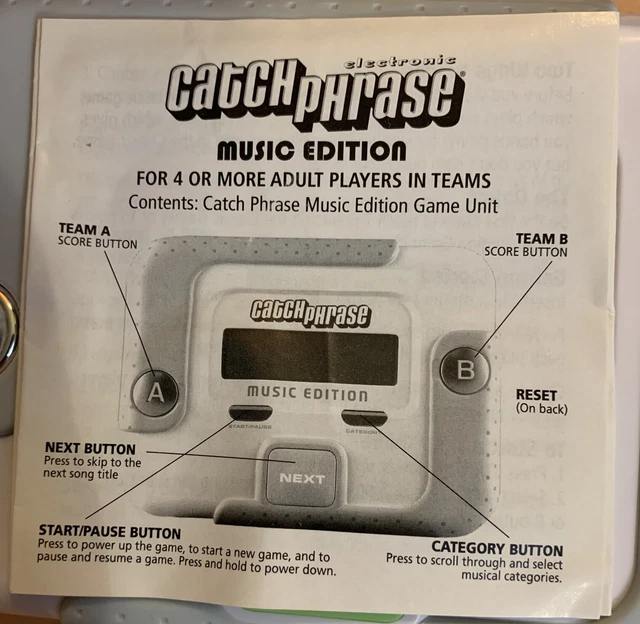 electronic
CATCH PHRASE®
MUSIC EDITION
FOR 4 OR MORE ADULT PLAYERS IN TEAMS
Contents: Catch Phrase Music Edition Game Unit
TEAM A
SCORE BUTTON
TEAM B
SCORE BUTTON
CATCH PHRASE
MUSIC EDITION
A
B
START/PAUSE
CATEGORY
NEXT
RESET
(On back)
NEXT BUTTON
Press to skip to the
next song title
START/PAUSE BUTTON
Press to power up the game, to start a new game, and to
pause and resume a game. Press and hold to power down.
CATEGORY BUTTON
Press to scroll through and select
musical categories.